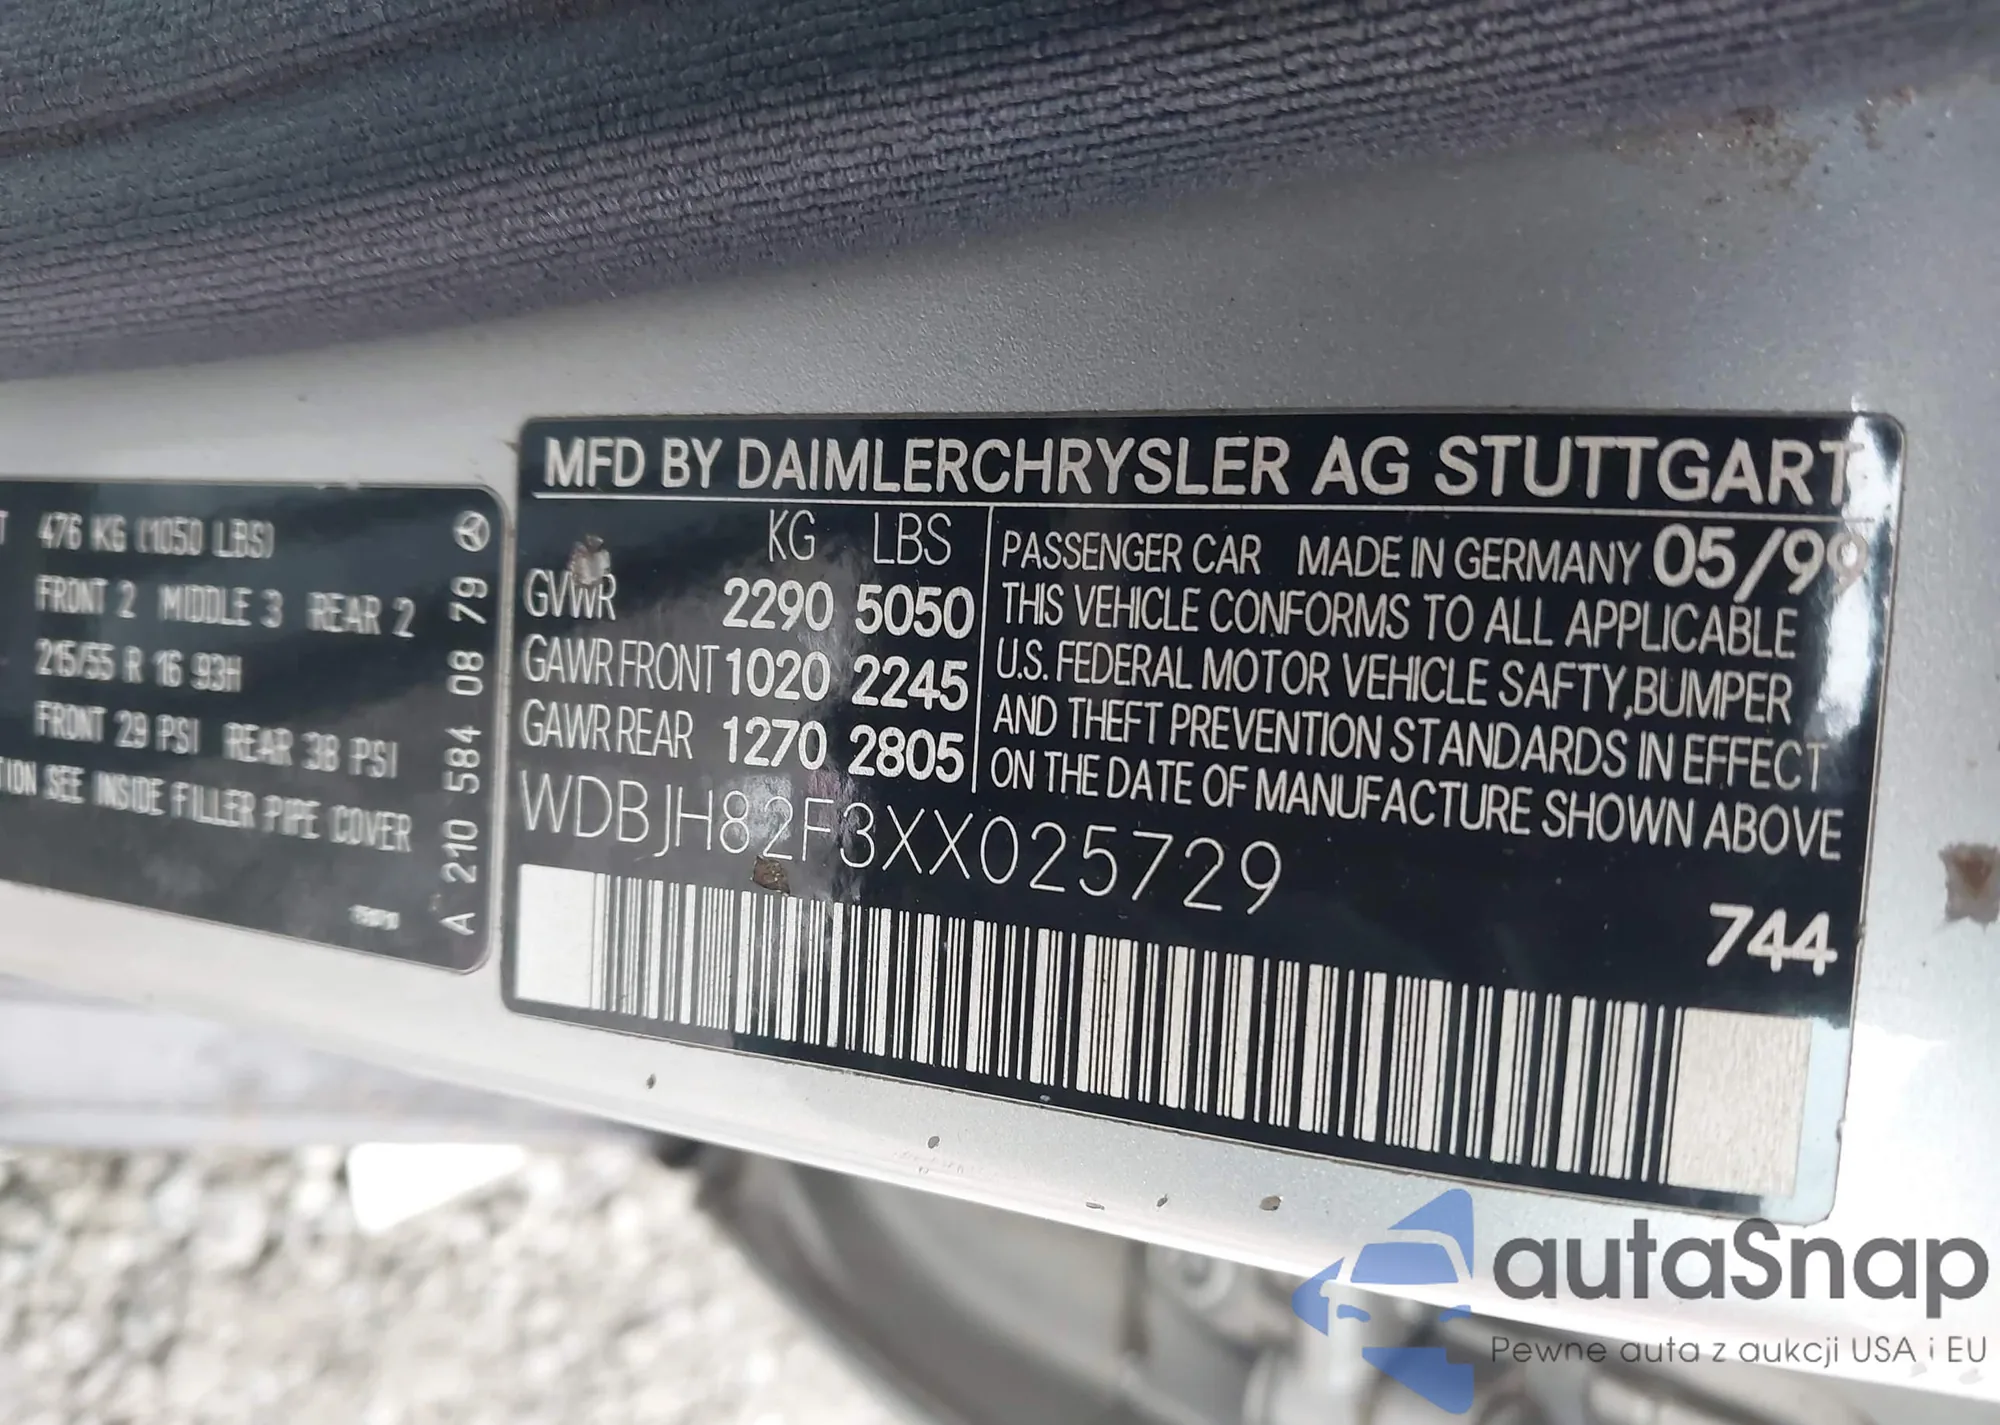 476 KG (1050 LBS)
FRONT 2 MIDDLE 3 REAR 2
215/55 R 16 93H
FRONT 29 PSI REAR 38 PSI
SEE INSIDE FILLER PIPE COVER
A 210 584 08 79
MFD BY DAIMLERCHRYSLER AG STUTTGART
KG LBS
GVWR 2290 5050
GAWR FRONT 1020 2245
GAWR REAR 1270 2805
PASSENGER CAR MADE IN GERMANY 05/99
THIS VEHICLE CONFORMS TO ALL APPLICABLE
U.S. FEDERAL MOTOR VEHICLE SAFTY,BUMPER
AND THEFT PREVENTION STANDARDS IN EFFECT
ON THE DATE OF MANUFACTURE SHOWN ABOVE
WDBJH82F3XX025729
744
autaSnap
Pewne auta z aukcji USA i EU